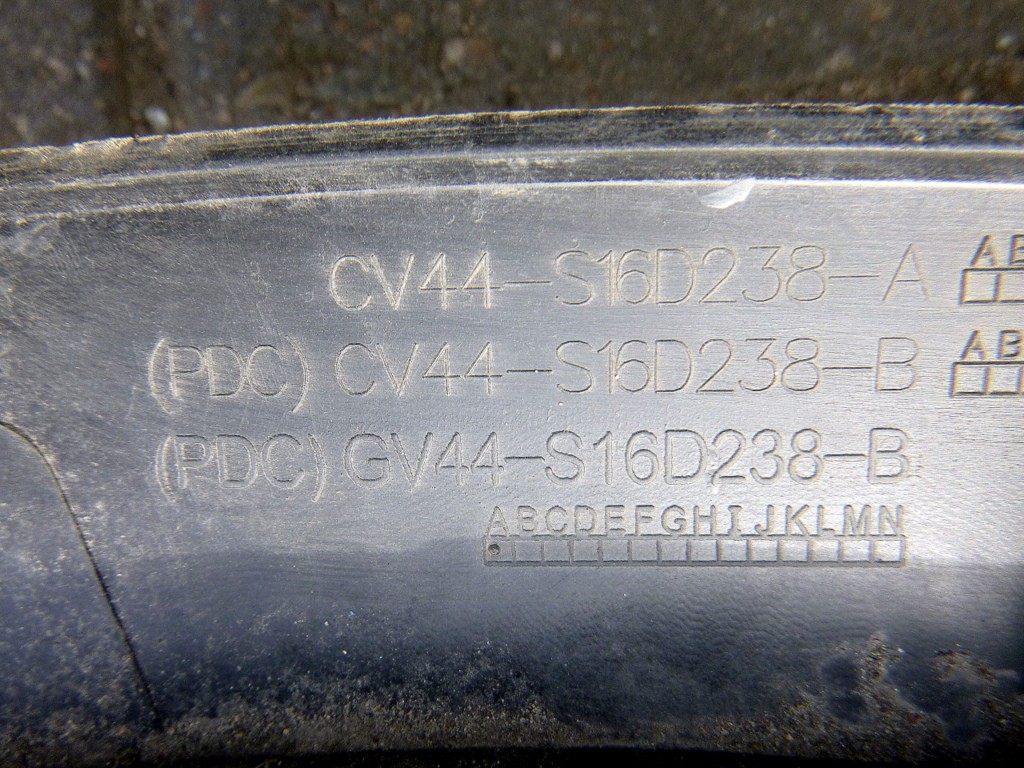 CV44-S16D238-A AB
(PDC) CV44-S16D238-B AB
(PDC) GV44-S16D238-B
ABCDEFGHIJKLMN